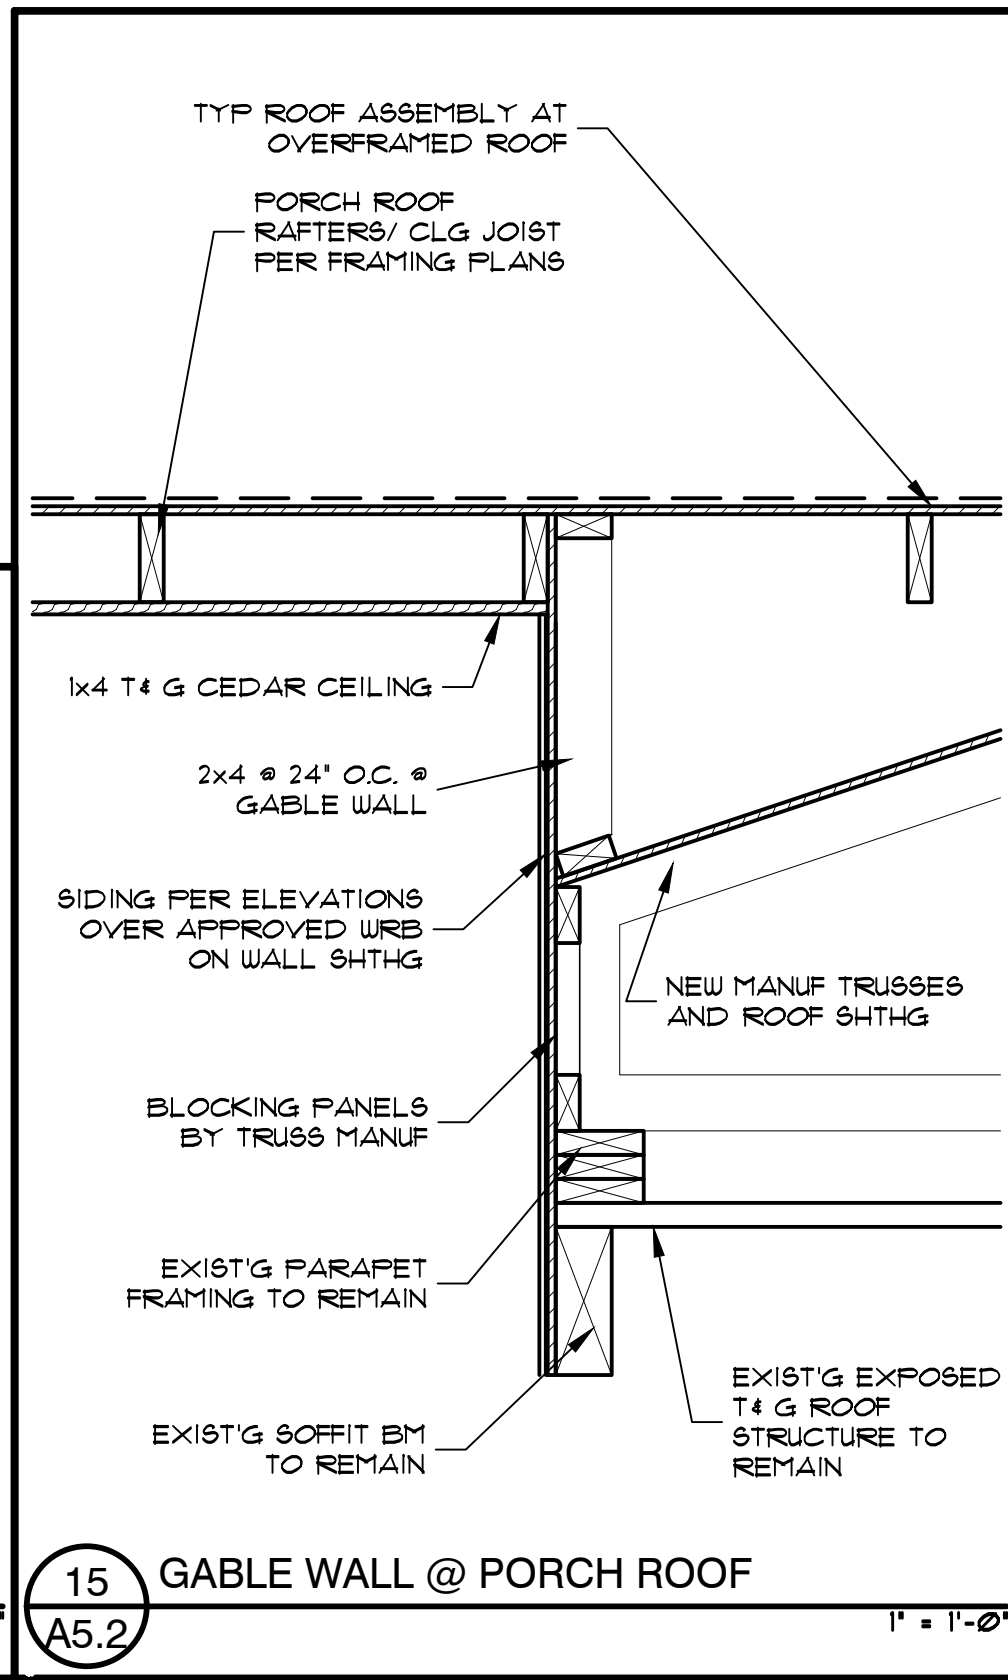 TYP ROOF ASSEMBLY AT
OVERFRAMED ROOF
PORCH ROOF
RAFTERS/ CLG JOIST
PER FRAMING PLANS
1x4 T& G CEDAR CEILING
2x4 @ 24" O.C. @
GABLE WALL
SIDING PER ELEVATIONS
OVER APPROVED WRB
ON WALL SHTHG
NEW MANUF TRUSSES
AND ROOF SHTHG
BLOCKING PANELS
BY TRUSS MANUF
EXIST'G PARAPET
FRAMING TO REMAIN
EXIST'G SOFFIT BM
TO REMAIN
EXIST'G EXPOSED
T& G ROOF
STRUCTURE TO
REMAIN
15
A5.2
GABLE WALL @ PORCH ROOF
1" = 1'-0"